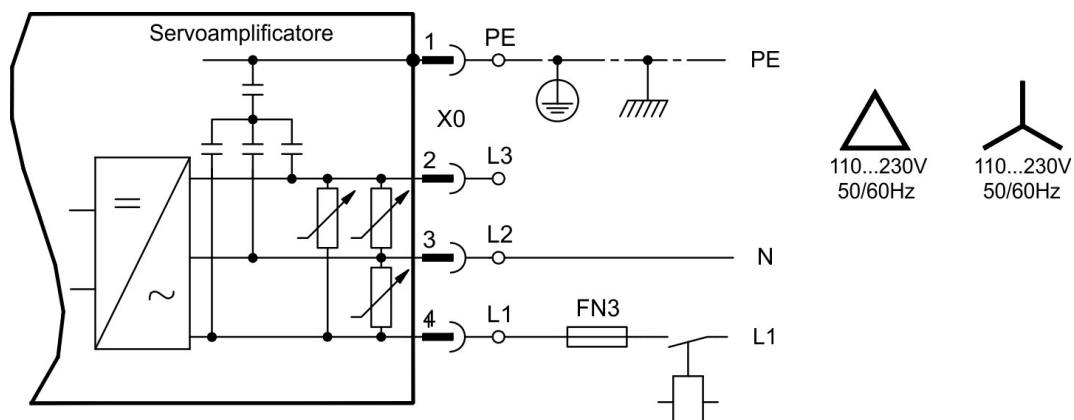 Servoamplificatore
1 PE
PE
X0
2 L3
3 L2
N
4 L1
FN3
L1
110...230V
50/60Hz
110...230V
50/60Hz